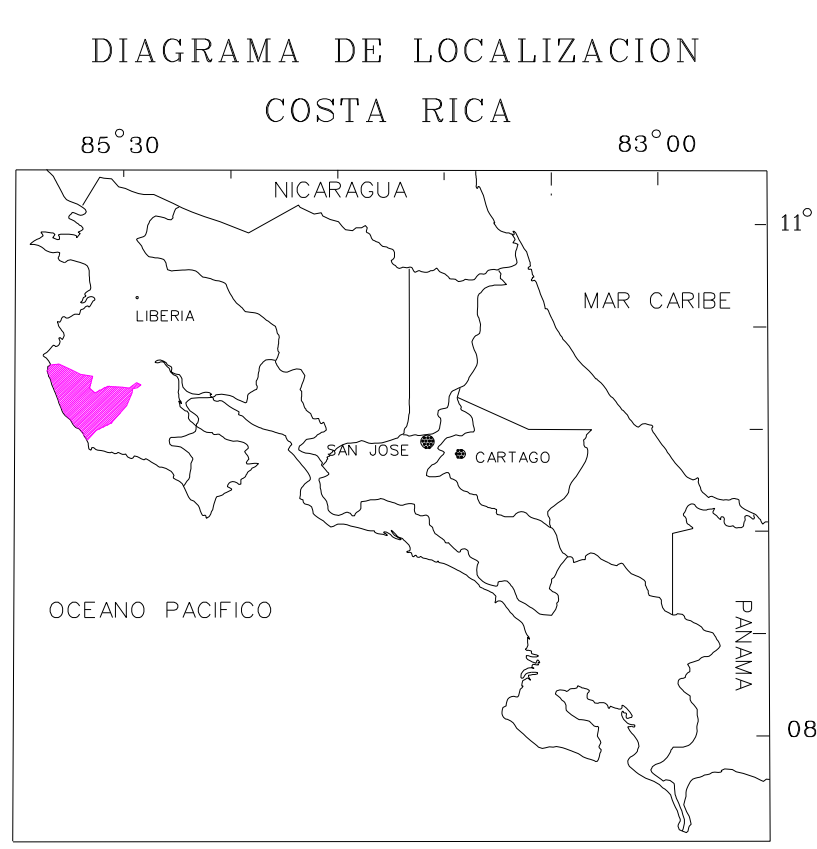 DIAGRAMA DE LOCALIZACION
COSTA RICA
85°30
83°00
NICARAGUA
11°
MAR CARIBE
LIBERIA
SAN JOSE
CARTAGO
OCEANO PACIFICO
PANAMA
08